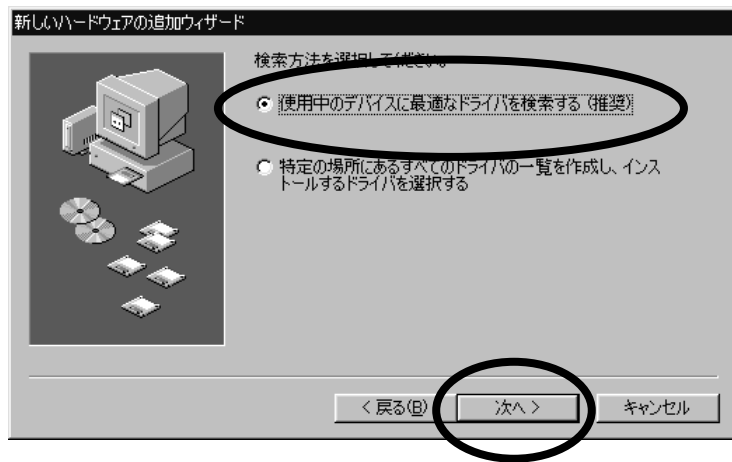 新しいハードウェアの追加ウィザード
検索方法を選択してください。
使用中のデバイスに最適なドライバを検索する (推奨)
特定の場所にあるすべてのドライバの一覧を作成し、インス
トールするドライバを選択する
< 戻る(B)
次へ >
キャンセル